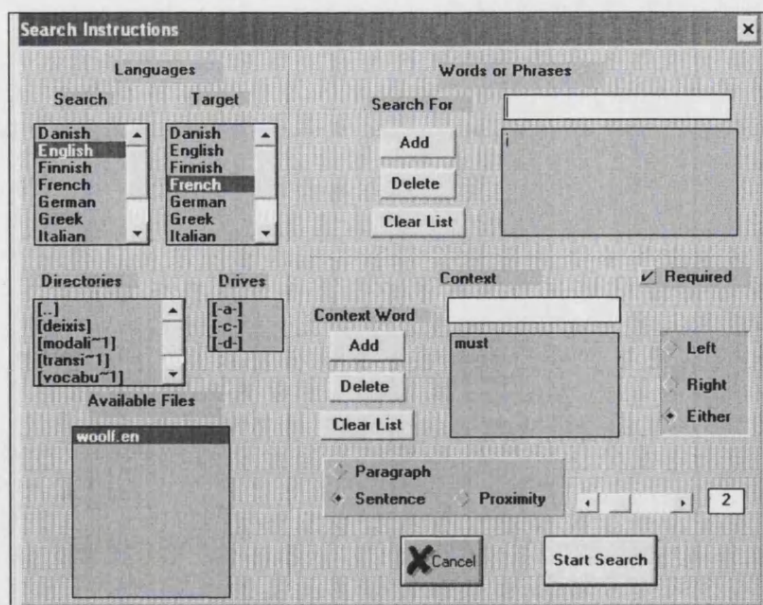 Search Instructions
Languages
Search Target
Danish
English
Finnish
French
German
Greek
Italian
Danish
English
Finnish
French
German
Greek
Italian
Words or Phrases
Search For
Add
Delete
Clear List
i
Directories Drives
[..]
[deixis]
[modali~1]
[transi~1]
[vocabu~1]
[-a-]
[-c-]
[-d-]
Available Files
woolf.en
Context
Required
Context Word
Add
Delete
Clear List
must
Left
Right
Either
Paragraph
Sentence Proximity
2
Cancel
Start Search